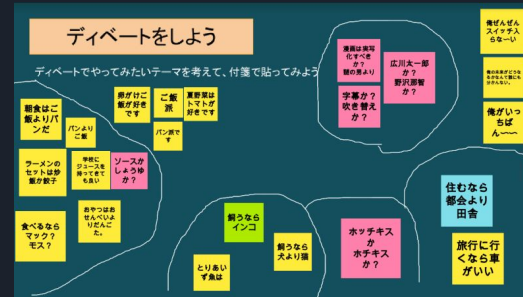 ディベートをしよう
ディベートでやってみたいテーマを考えて、付箋で貼ってみよう
朝食はご
飯よりパ
ンだ
パンより
ご飯
卵がけご
飯が好き
です
ご飯
派
夏野菜は
トマトが
好きです
パン派で
す
ラーメンの
セットは炒
飯か餃子
学校に
ジュースを
持ってきて
も良い
ソースか
しょうゆ
か?
食べるなら
マック?
モス?
おやつはお
せんべいよ
りだんご
た。
漫画は実写
化すべき
か?
謎の男より
字幕か?
吹き替え
か?
広川太一郎
か?
野沢那智
か?
俺ぜんぜん
スイッチ入
らな~い
俺がいっ
ちば
ん~~
飼うなら
インコ
飼うなら
犬より猫
とりあい
ず魚は
ホッチキス
か
ホチキス
か?
住むなら
都会より
田舎
旅行に行
くなら車
がいい